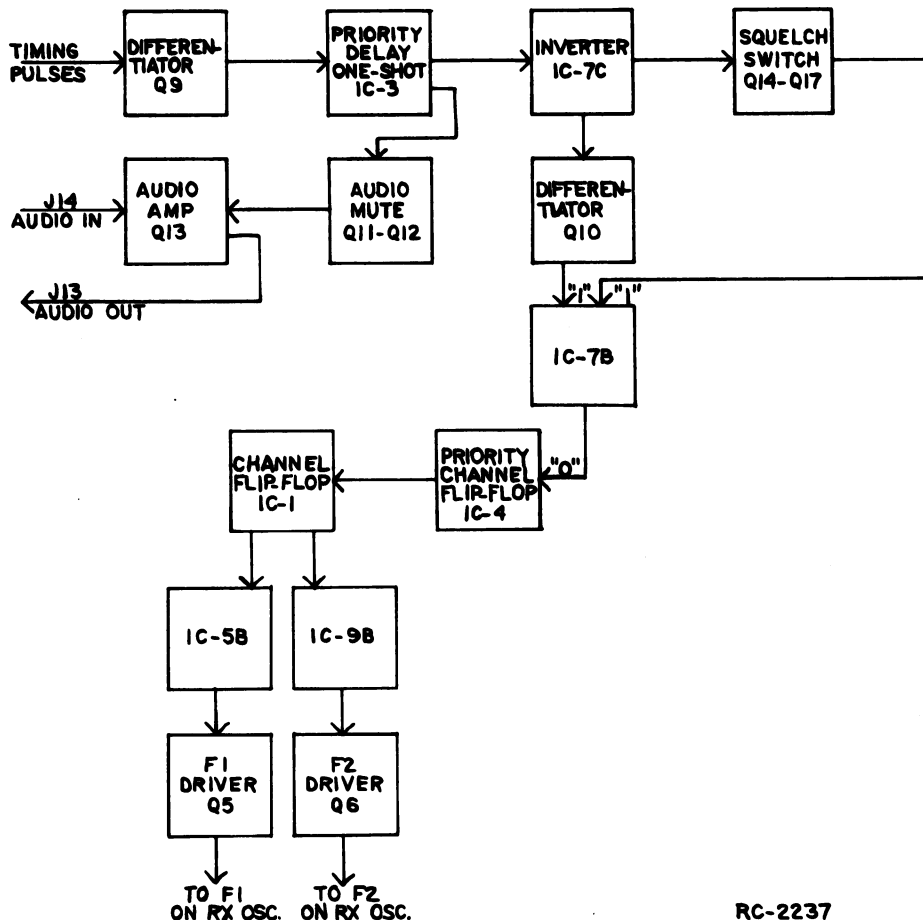 TIMING
PULSES
DIFFEREN-
TIATOR
Q9
PRIORITY
DELAY
ONE-SHOT
IC-3
INVERTER
IC-7C
SQUELCH
SWITCH
Q14-Q17
J14
AUDIO IN
AUDIO
AMP
Q13
AUDIO
MUTE
Q11-Q12
DIFFEREN-
TIATOR
Q10
J13
AUDIO OUT
"1" "1"
IC-7B
CHANNEL
FLIP-FLOP
IC-1
PRIORITY
CHANNEL
FLIP-FLOP
IC-4
"0"
IC-5B
IC-9B
F1
DRIVER
Q5
F2
DRIVER
Q6
TO F1
ON RX OSC.
TO F2
ON RX OSC.
RC-2237